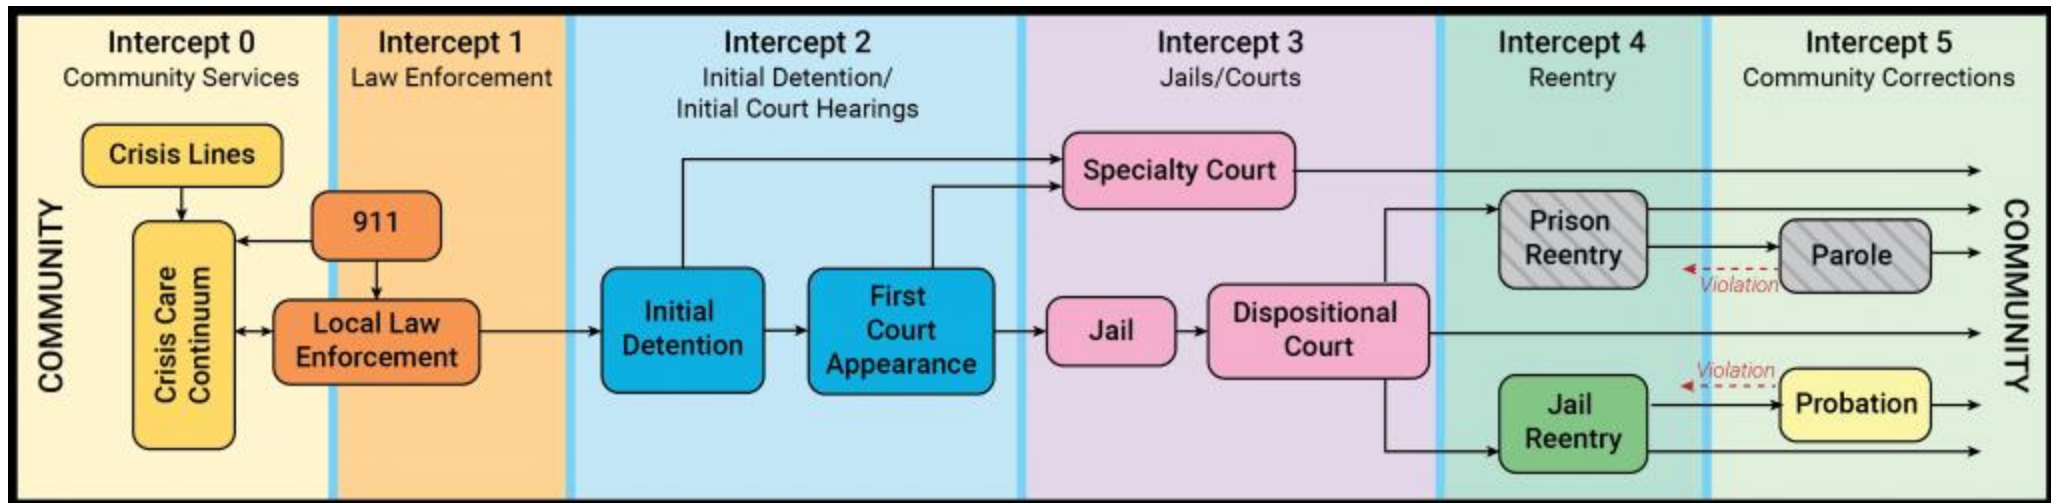 Intercept 0
Community Services
Intercept 1
Law Enforcement
Intercept 2
Initial Detention/
Initial Court Hearings
Intercept 3
Jails/Courts
Intercept 4
Reentry
Intercept 5
Community Corrections
COMMUNITY
Crisis Lines
Crisis Care
Continuum
911
Local Law
Enforcement
Initial
Detention
First
Court
Appearance
Specialty Court
Jail
Dispositional
Court
Prison
Reentry
Parole
Violation
Jail
Reentry
Violation
Probation
COMMUNITY